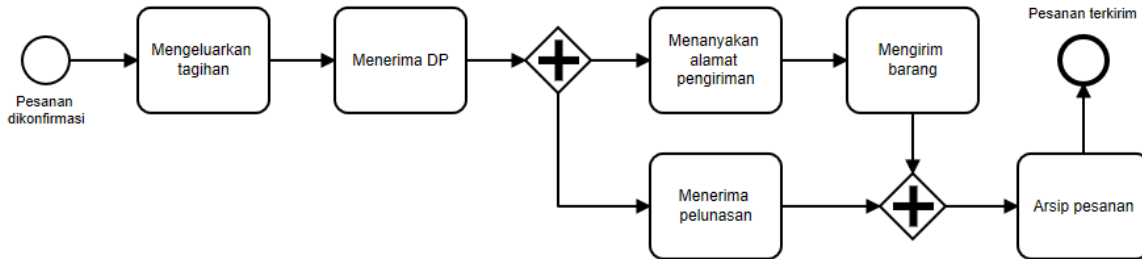 Pesanan
dikonfirmasi
Mengeluarkan
tagihan
Menerima DP
Menanyakan
alamat
pengiriman
Mengirim
barang
Menerima
pelunasan
Arsip pesanan
Pesanan terkirim